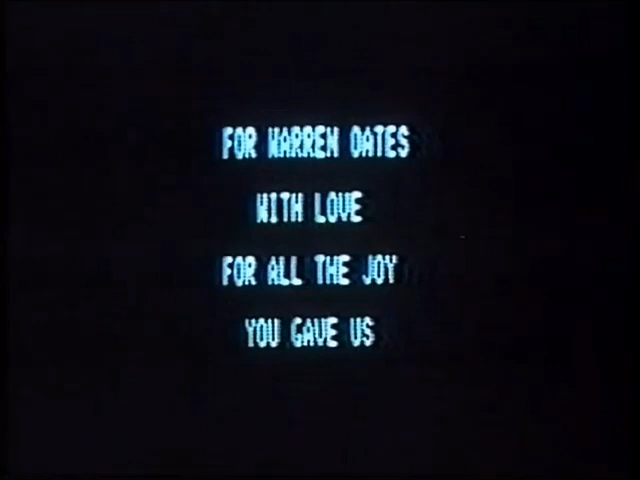 FOR WARREN OATES
WITH LOVE
FOR ALL THE JOY
YOU GAVE US